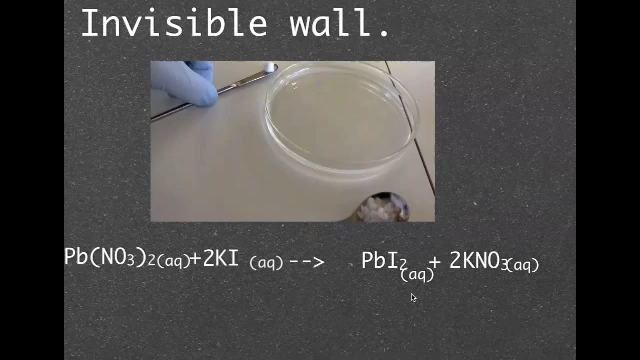 Invisible wall.
Pb(NO3)2(aq)+2KI (aq) --> PbI2(aq)+ 2KNO3(aq)